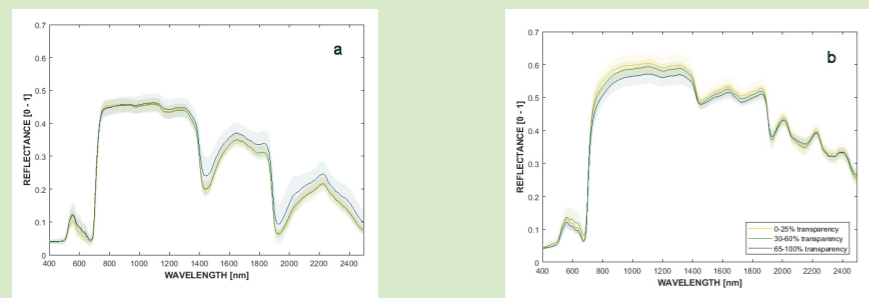 a
0.7
0.6
0.5
0.4
0.3
0.2
0.1
0
REFLECTANCE [0 - 1]
400 600 800 1000 1200 1400 1600 1800 2000 2200 2400
WAVELENGTH [nm]
b
0.7
0.6
0.5
0.4
0.3
0.2
0.1
0
REFLECTANCE [0 - 1]
0-25% transparency
30-60% transparency
65-100% transparency
400 600 800 1000 1200 1400 1600 1800 2000 2200 2400
WAVELENGTH [nm]